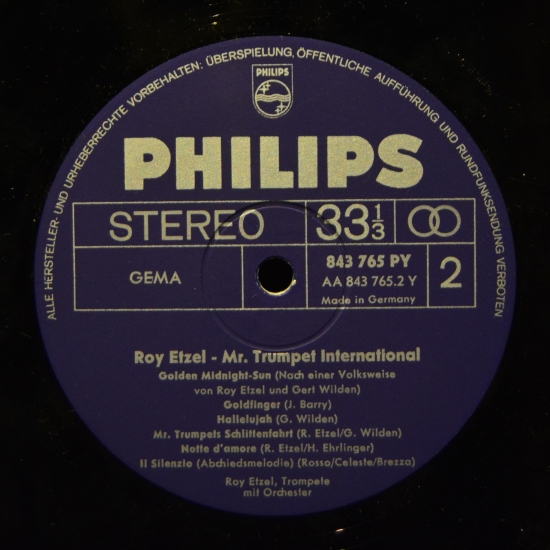 ALLE HERSTELLER- UND URHEBERRECHTE VORBEHALTEN: ÜBERSPIELUNG, ÖFFENTLICHE AUFFÜHRUNG UND RUNDFUNKSENDUNG VERBOTEN
PHILIPS
PHILIPS
STEREO 33 1/3
GEMA 843 765 PY 2
AA 843 765.2 Y
Made in Germany
Roy Etzel - Mr. Trumpet International
Golden Midnight-Sun (Nach einer Volksweise
von Roy Etzel und Gert Wilden)
Goldfinger (J. Barry)
Hallelujah (G. Wilden)
Mr. Trumpets Schlittenfahrt (R. Etzel/G. Wilden)
Notte d'amore (R. Etzel/H. Ehrlinger)
Il Silenzio (Abschiedsmelodie) (Rosso/Celeste/Brezza)
Roy Etzel, Trompete
mit Orchester